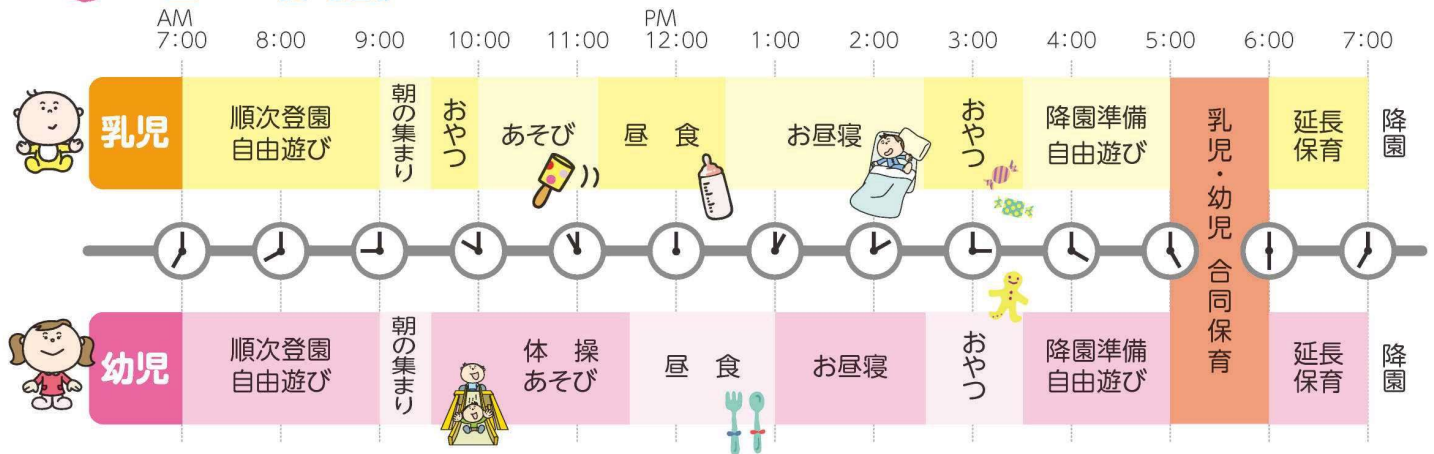 AM
PM
7:00 8:00 9:00 10:00 11:00 12:00 1:00 2:00 3:00 4:00 5:00 6:00 7:00
乳児
順次登園
自由遊び
朝の集まり
おやつ
あそび
昼 食
お昼寝
おやつ
降園準備
自由遊び
乳児・幼児 合同保育
延長
保育
降園
幼児
順次登園
自由遊び
朝の集まり
体 操
あそび
昼 食
お昼寝
おやつ
降園準備
自由遊び
延長
保育
降園